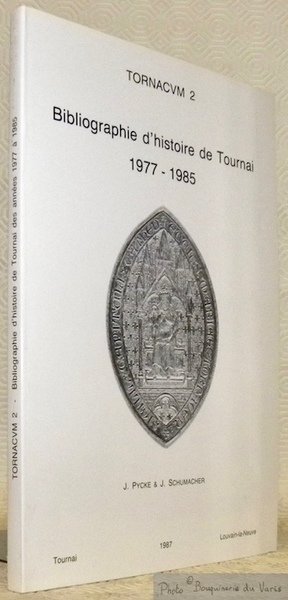 TORNACVM 2
Bibliographie d'histoire de Tournai
1977 - 1985
J. PYCKE & J. SCHUMACHER
Tournai
1987
Louvain-la-Neuve
TORNACVM 2 - Bibliographie d'histoire de Tournai des années 1977 à 1985
Photo © Bouquinerie du Varis